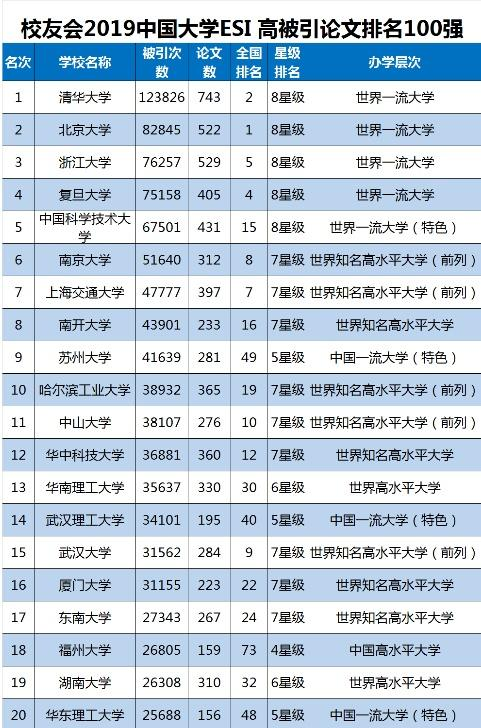 校友会2019中国大学ESI 高被引论文排名100强
名次 学校名称 被引次数 论文数 全国排名 星级排名 办学层次
1 清华大学 123826 743 2 8星级 世界一流大学
2 北京大学 82845 522 1 8星级 世界一流大学
3 浙江大学 76257 529 5 8星级 世界一流大学
4 复旦大学 75158 405 4 8星级 世界一流大学
5 中国科学技术大学 67501 431 15 8星级 世界一流大学（特色）
6 南京大学 51640 312 8 7星级 世界知名高水平大学（前列）
7 上海交通大学 47777 397 7 7星级 世界知名高水平大学（前列）
8 南开大学 43901 233 16 7星级 世界知名高水平大学
9 苏州大学 41639 281 49 5星级 中国一流大学（特色）
10 哈尔滨工业大学 38932 365 19 7星级 世界知名高水平大学（前列）
11 中山大学 38107 276 10 7星级 世界知名高水平大学（前列）
12 华中科技大学 36881 360 12 7星级 世界知名高水平大学
13 华南理工大学 35637 330 30 6星级 世界高水平大学
14 武汉理工大学 34101 195 40 5星级 中国一流大学（特色）
15 武汉大学 31562 284 9 7星级 世界知名高水平大学（前列）
16 厦门大学 31155 223 22 7星级 世界知名高水平大学
17 东南大学 27343 267 24 7星级 世界知名高水平大学
18 福州大学 26805 159 73 4星级 中国高水平大学
19 湖南大学 26308 310 32 6星级 世界高水平大学
20 华东理工大学 25688 156 48 5星级 中国一流大学（特色）